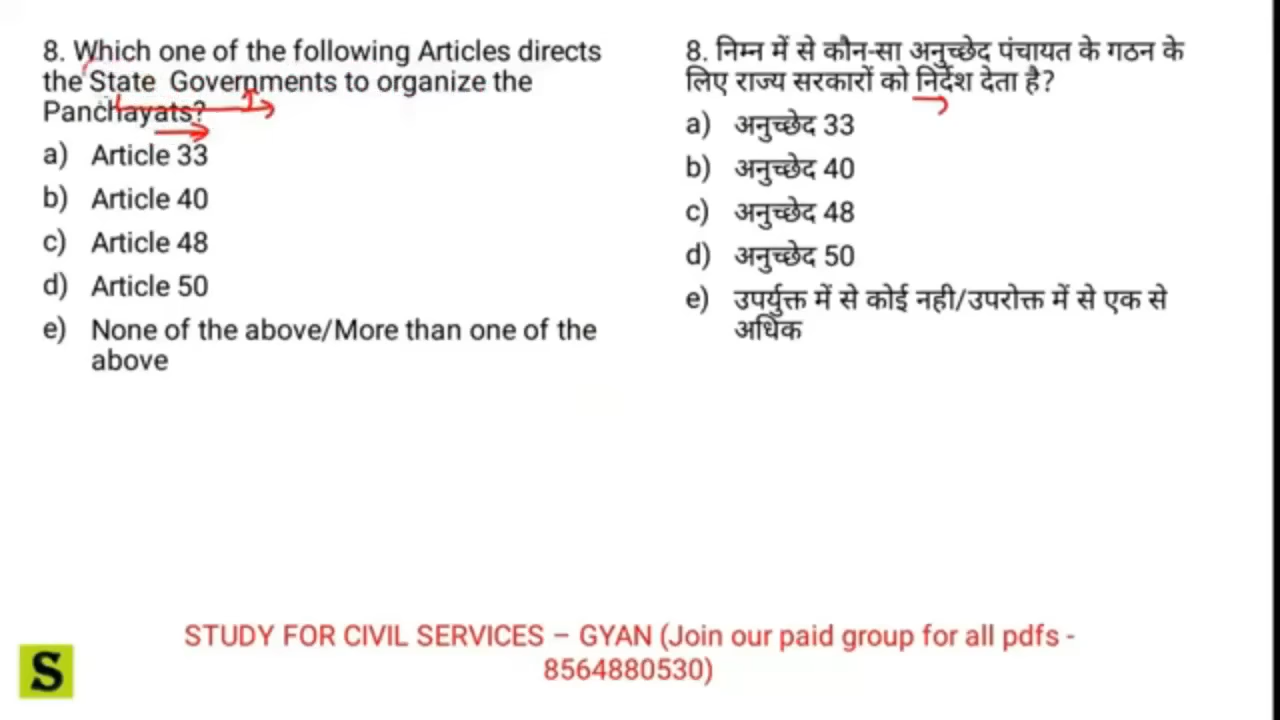 8. Which one of the following Articles directs
the State Governments to organize the
Panchayats?
a) Article 33
b) Article 40
c) Article 48
d) Article 50
e) None of the above/More than one of the
above
8. निम्न में से कौन-सा अनुच्छेद पंचायत के गठन के
लिए राज्य सरकारों को निर्देश देता है?
a) अनुच्छेद 33
b) अनुच्छेद 40
c) अनुच्छेद 48
d) अनुच्छेद 50
e) उपर्युक्त में से कोई नही/उपरोक्त में से एक से
अधिक
STUDY FOR CIVIL SERVICES – GYAN (Join our paid group for all pdfs -
8564880530)
S